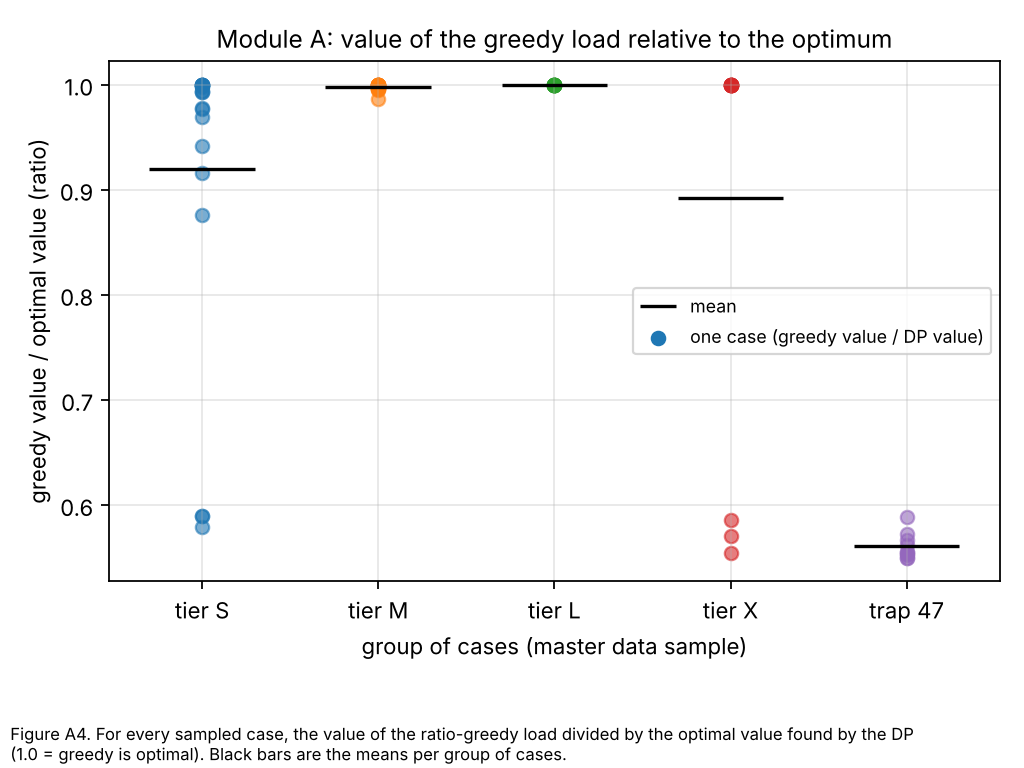 Module A: value of the greedy load relative to the optimum
greedy value / optimal value (ratio)
1.0
0.9
0.8
0.7
0.6
mean
one case (greedy value / DP value)
tier S
tier M
tier L
tier X
trap 47
group of cases (master data sample)
Figure A4. For every sampled case, the value of the ratio-greedy load divided by the optimal value found by the DP
(1.0 = greedy is optimal). Black bars are the means per group of cases.